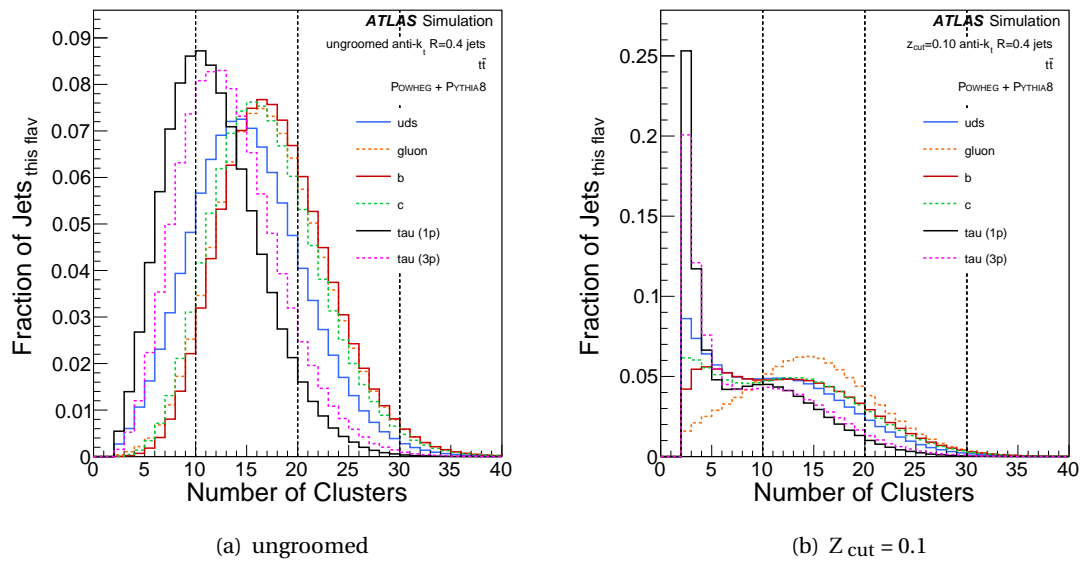 ATLAS Simulation
ungroomed anti-kt R=0.4 jets
tt̄
POWHEG + PYTHIA8
uds
gluon
b
c
tau (1p)
tau (3p)
Fraction of Jets this flav
0.09
0.08
0.07
0.06
0.05
0.04
0.03
0.02
0.01
0
0 5 10 15 20 25 30 35 40
Number of Clusters
(a) ungroomed
ATLAS Simulation
zcut=0.10 anti-kt R=0.4 jets
tt̄
POWHEG + PYTHIA8
uds
gluon
b
c
tau (1p)
tau (3p)
Fraction of Jets this flav
0.25
0.2
0.15
0.1
0.05
0
0 5 10 15 20 25 30 35 40
Number of Clusters
(b) Z cut = 0.1